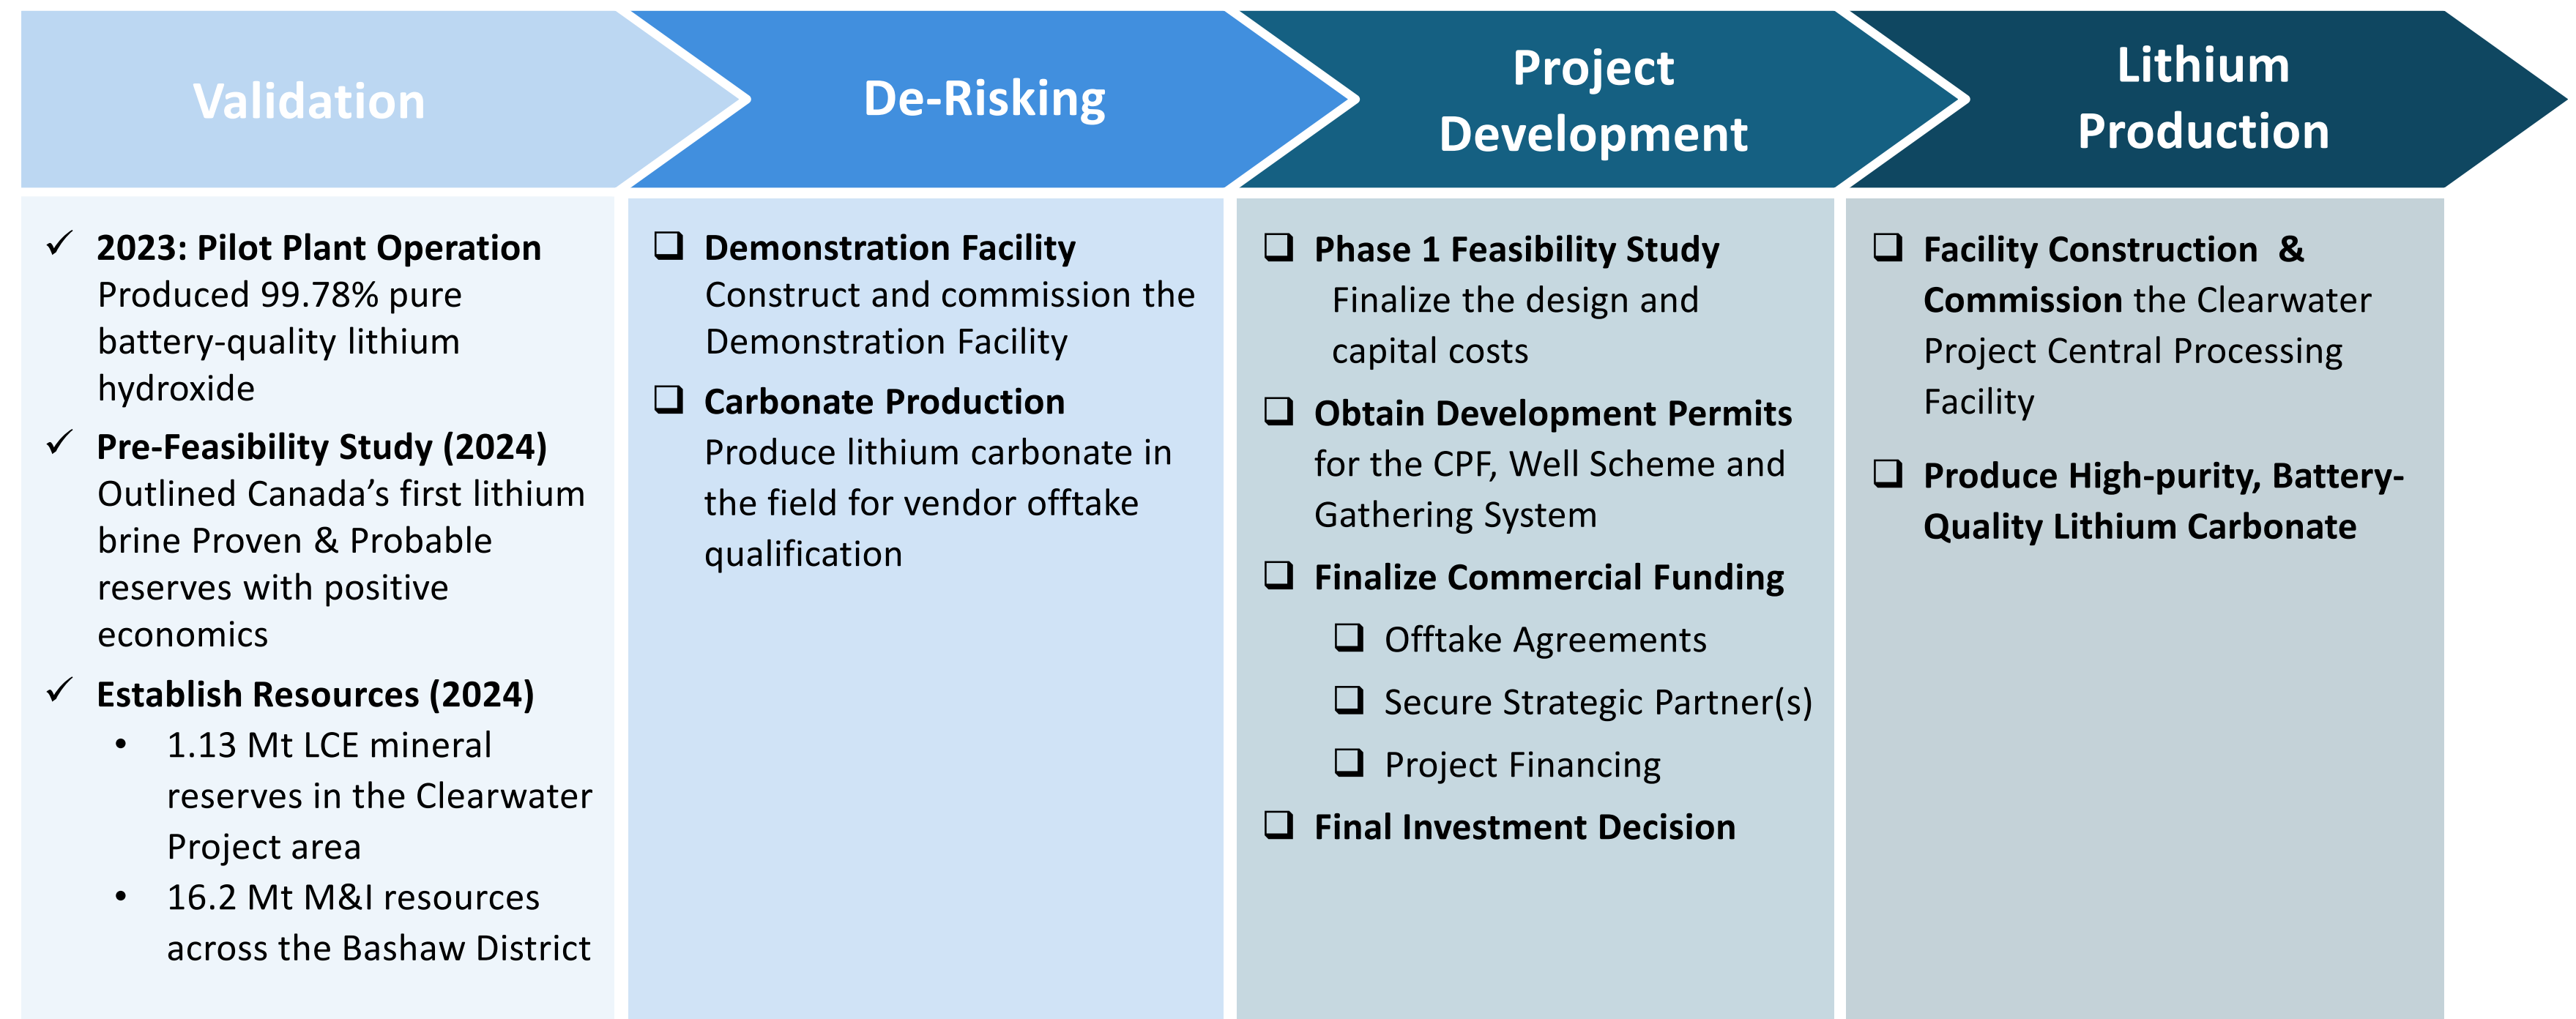 Validation
De-Risking
Project
Development
Lithium
Production
✓ 2023: Pilot Plant Operation
Produced 99.78% pure
battery-quality lithium
hydroxide
✓ Pre-Feasibility Study (2024)
Outlined Canada’s first lithium
brine Proven & Probable
reserves with positive
economics
✓ Establish Resources (2024)
• 1.13 Mt LCE mineral
reserves in the Clearwater
Project area
• 16.2 Mt M&I resources
across the Bashaw District
❑ Demonstration Facility
Construct and commission the
Demonstration Facility
❑ Carbonate Production
Produce lithium carbonate in
the field for vendor offtake
qualification
❑ Phase 1 Feasibility Study
Finalize the design and
capital costs
❑ Obtain Development Permits
for the CPF, Well Scheme and
Gathering System
❑ Finalize Commercial Funding
❑ Offtake Agreements
❑ Secure Strategic Partner(s)
❑ Project Financing
❑ Final Investment Decision
❑ Facility Construction &
Commission the Clearwater
Project Central Processing
Facility
❑ Produce High-purity, Battery-
Quality Lithium Carbonate